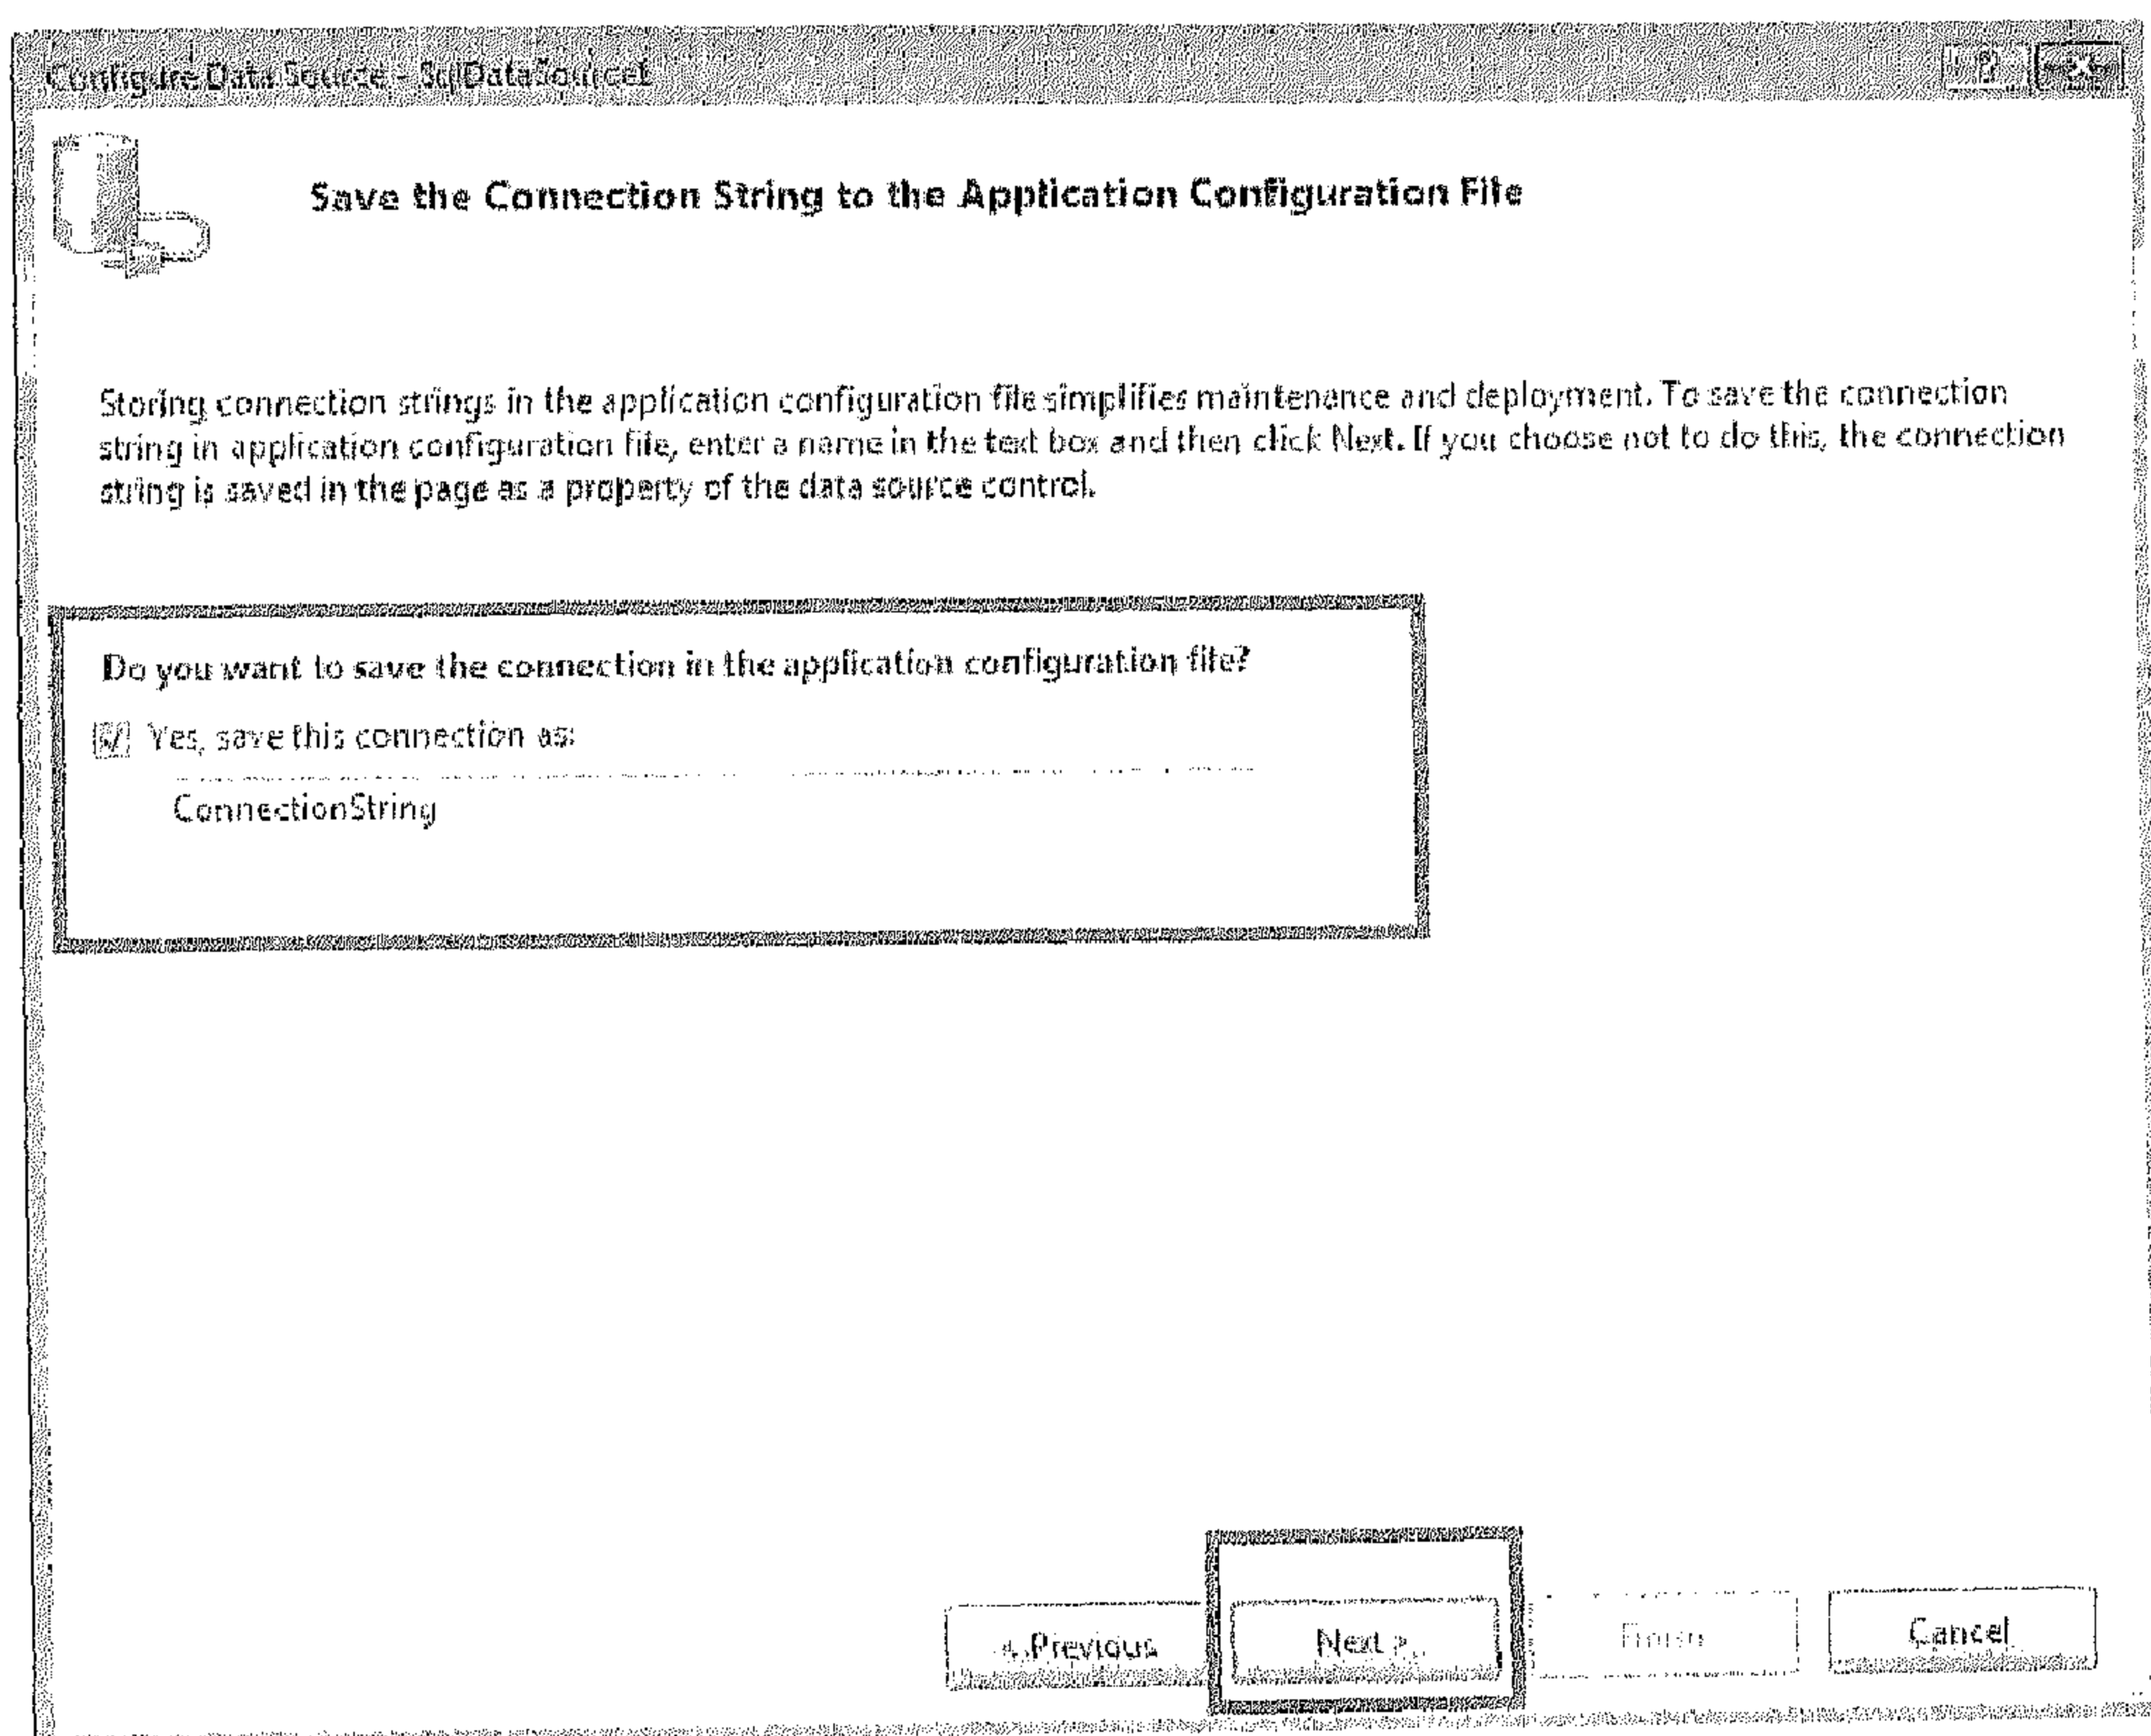 Configure Data Source - SqlDataSource1
? X
Save the Connection String to the Application Configuration File
Storing connection strings in the application configuration file simplifies maintenance and deployment. To save the connection
string in application configuration file, enter a name in the text box and then click Next. If you choose not to do this, the connection
string is saved in the page as a property of the data source control.
Do you want to save the connection in the application configuration file?
Yes, save this connection as:
ConnectionString
< Previous Next > Finish Cancel